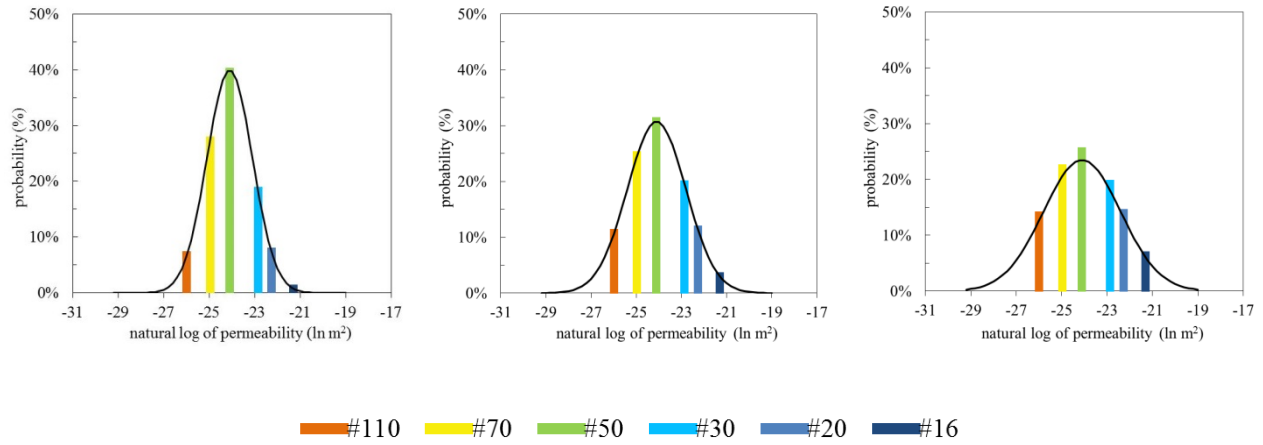 50%
40%
30%
20%
10%
0%
probability (%)
-31 -29 -27 -25 -23 -21 -19 -17
natural log of permeability (ln m²)
50%
40%
30%
20%
10%
0%
probability (%)
-31 -29 -27 -25 -23 -21 -19 -17
natural log of permeability (ln m²)
50%
40%
30%
20%
10%
0%
probability (%)
-31 -29 -27 -25 -23 -21 -19 -17
natural log of permeability (ln m²)
#110 #70 #50 #30 #20 #16